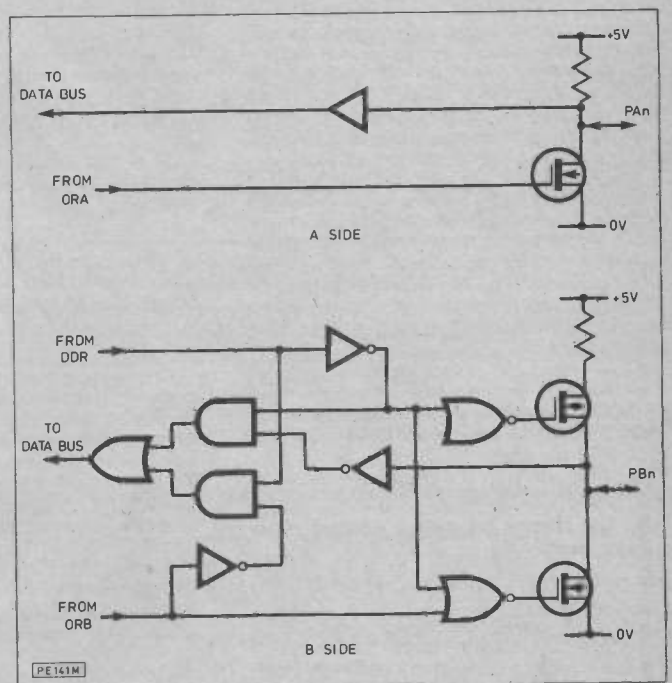 +5V
TO
DATA BUS
PAn
FROM
ORA
A SIDE
0V
+5V
FROM
DDR
TO
DATA BUS
PBn
FROM
ORB
0V
B SIDE
PE141M